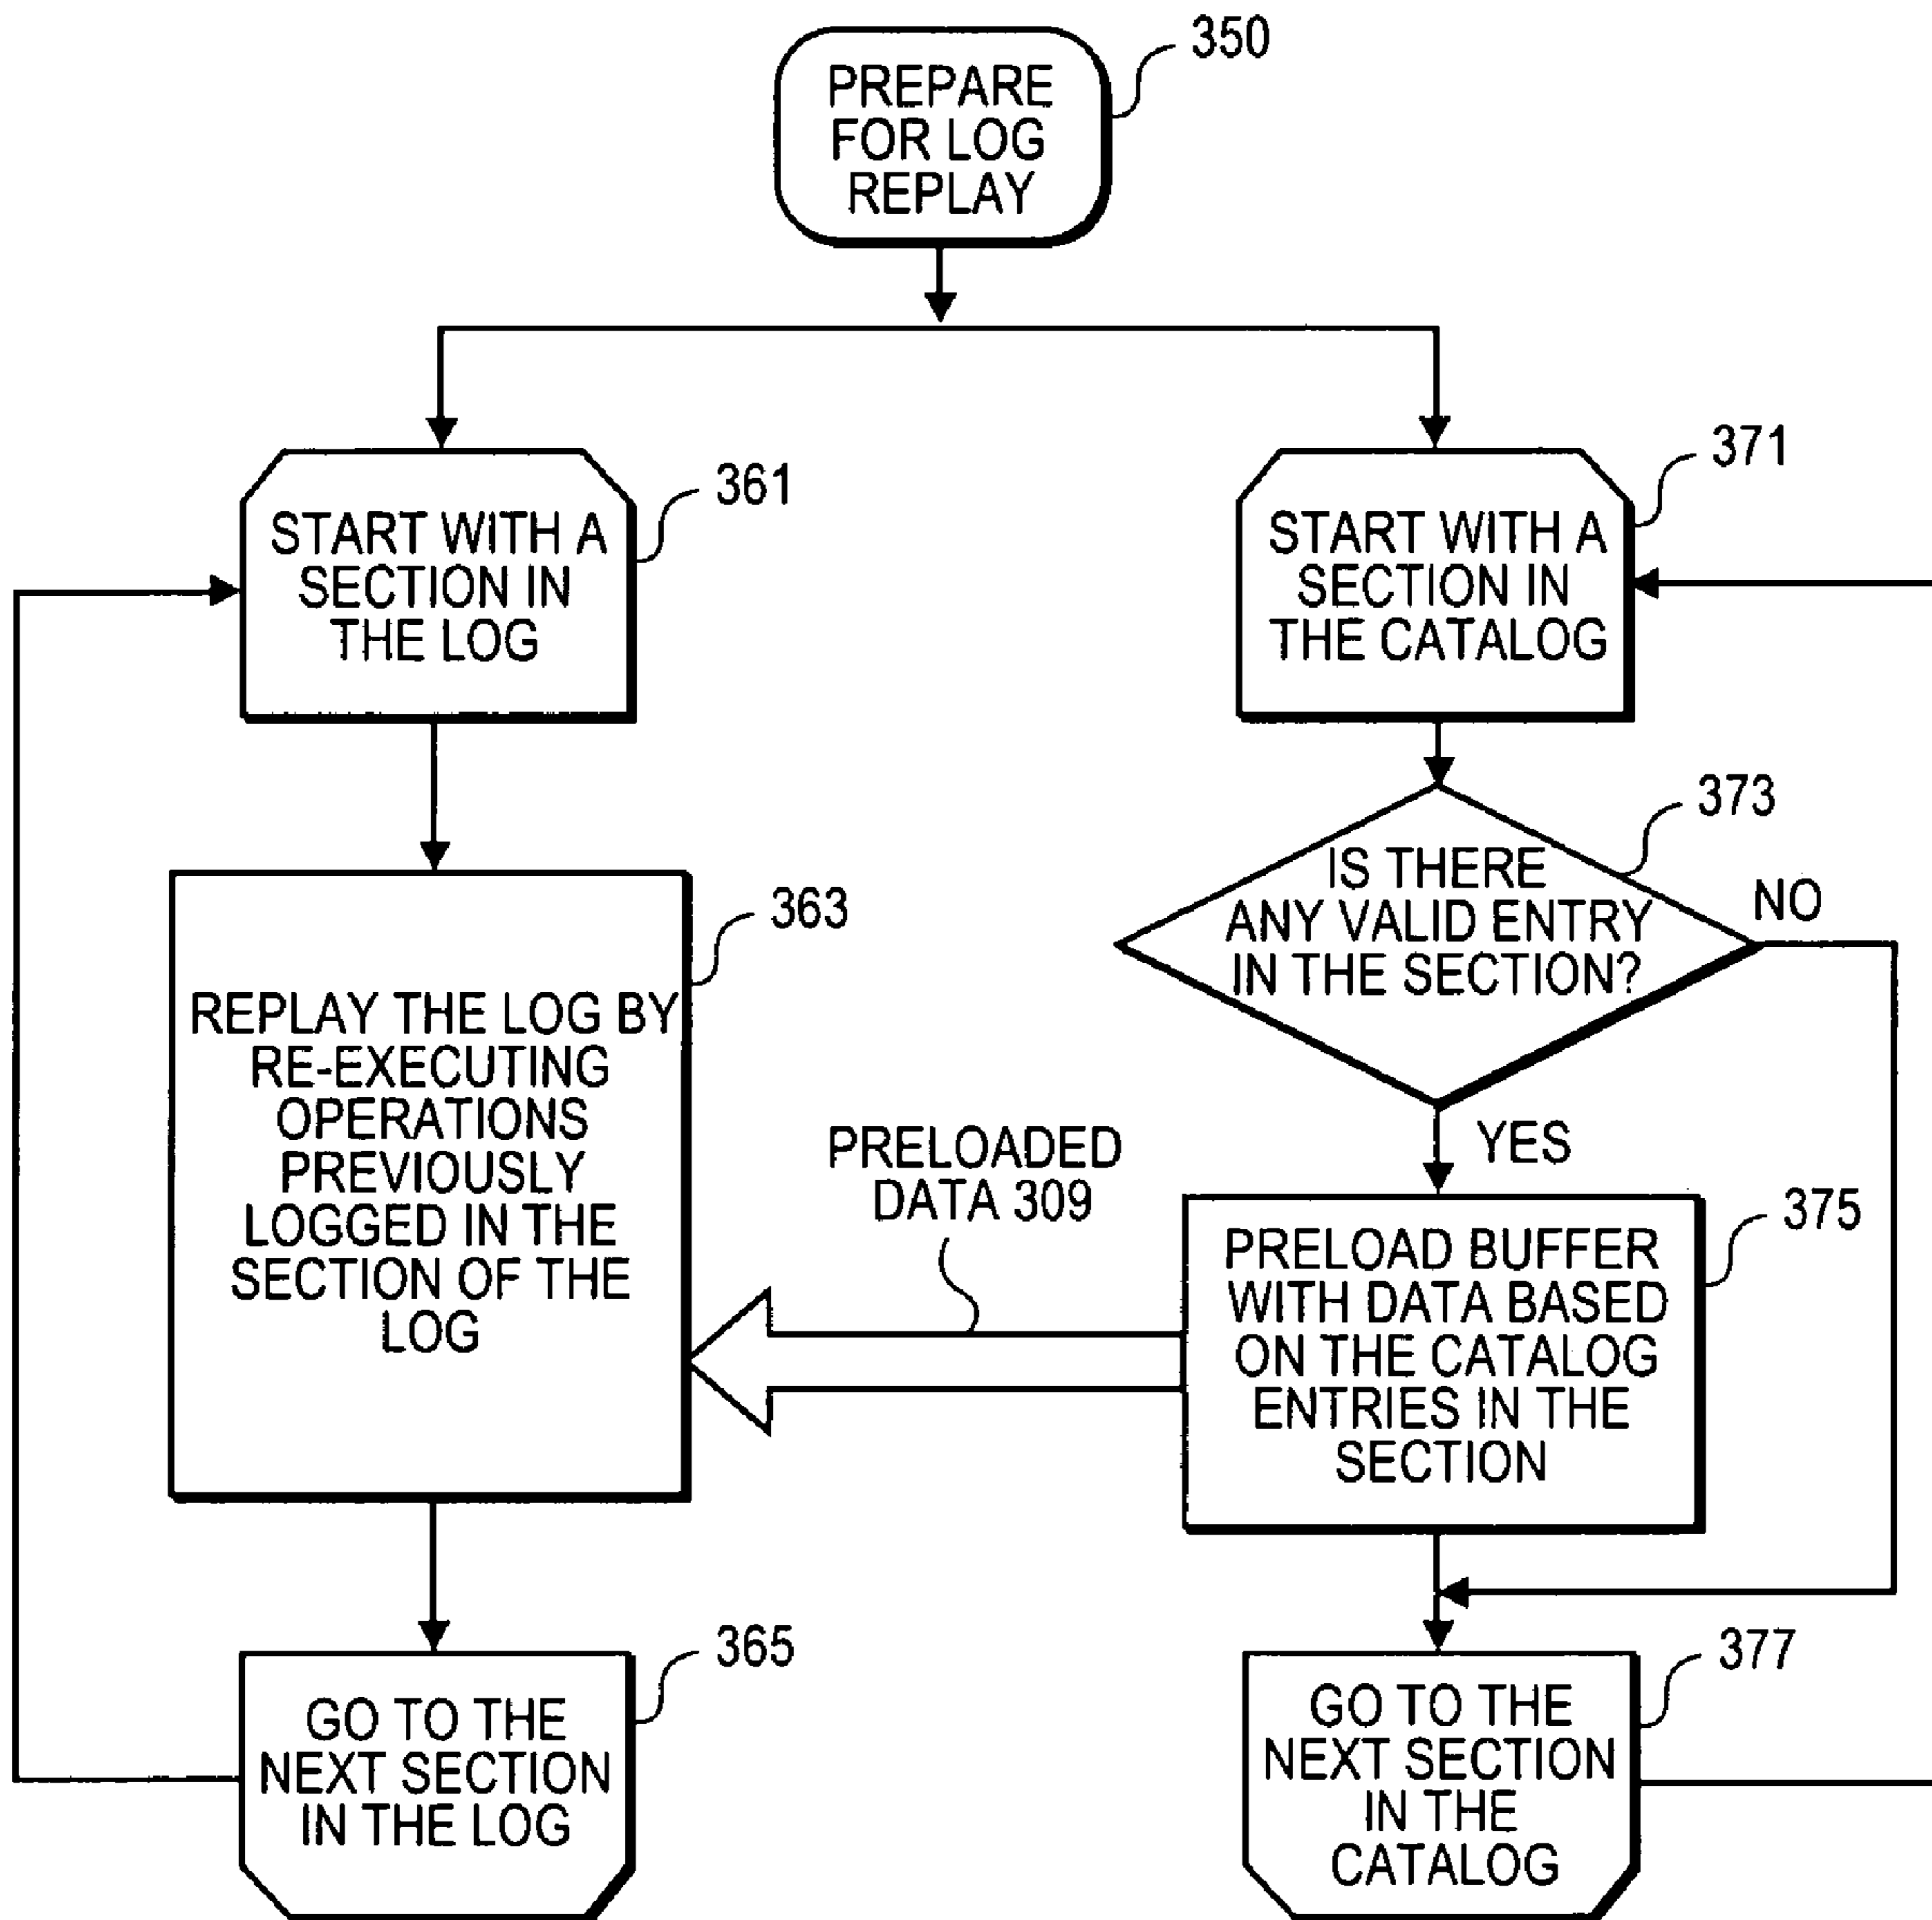 350
PREPARE
FOR LOG
REPLAY
361
START WITH A
SECTION IN
THE LOG
371
START WITH A
SECTION IN
THE CATALOG
373
IS THERE
ANY VALID ENTRY
IN THE SECTION?
NO
YES
363
REPLAY THE LOG BY
RE-EXECUTING
OPERATIONS
PREVIOUSLY
LOGGED IN THE
SECTION OF THE
LOG
PRELOADED
DATA 309
375
PRELOAD BUFFER
WITH DATA BASED
ON THE CATALOG
ENTRIES IN THE
SECTION
365
GO TO THE
NEXT SECTION
IN THE LOG
377
GO TO THE
NEXT SECTION
IN THE
CATALOG